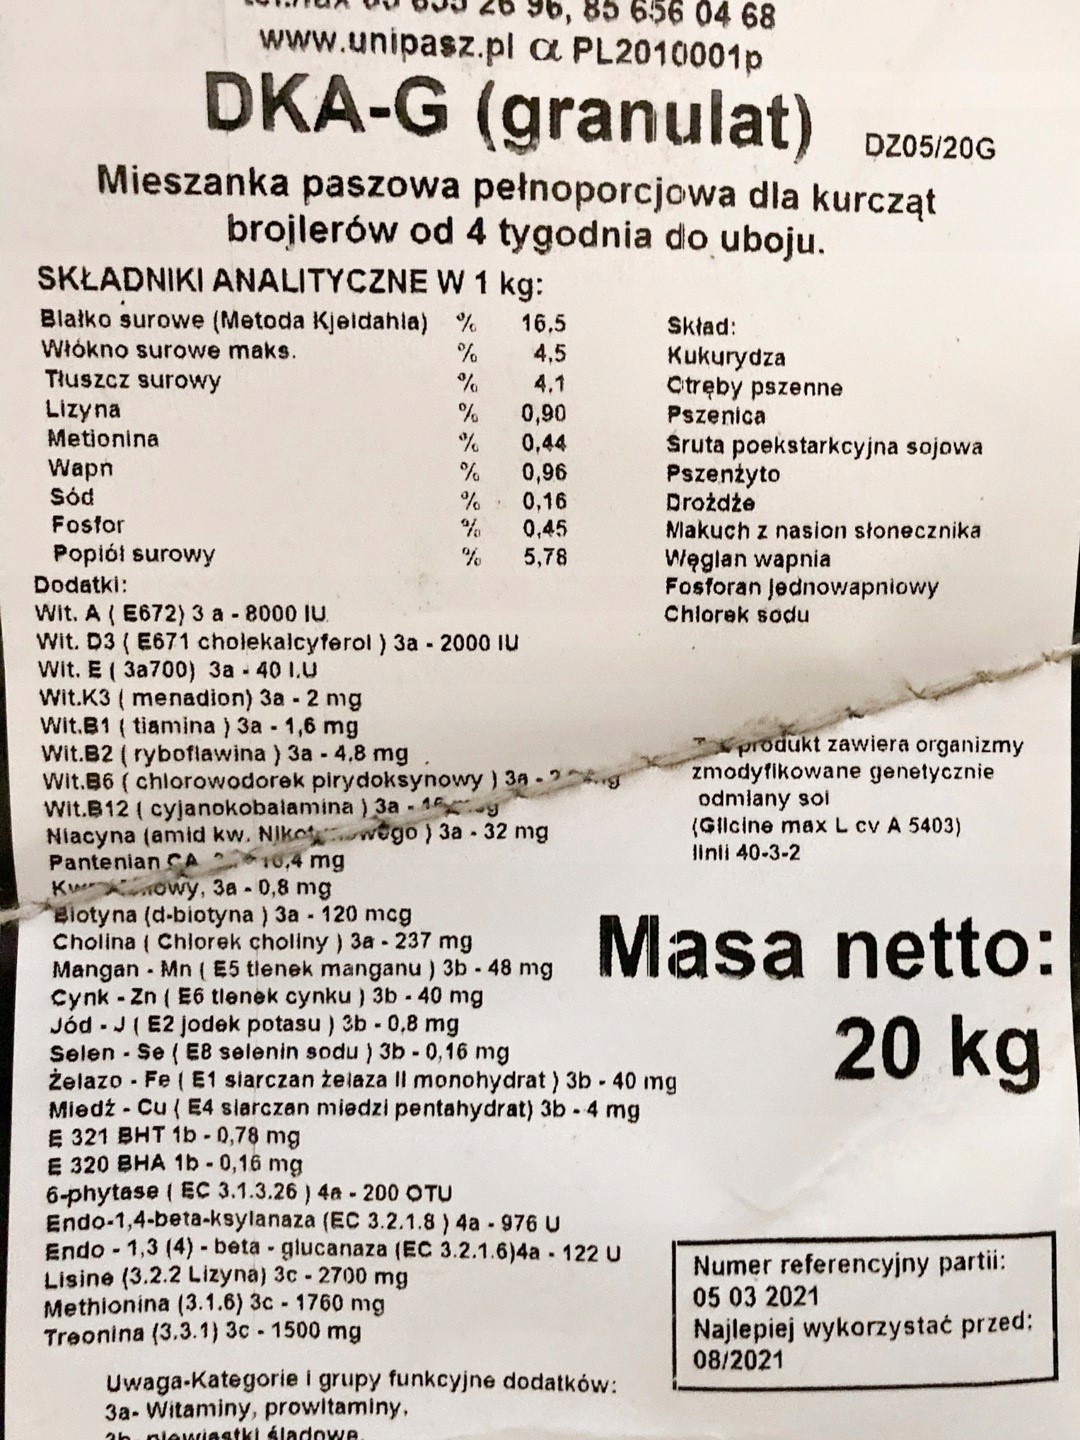 26 96, 85 656 04 68
www.unipasz.pl α PL2010001p
DKA-G (granulat)
DZ05/20G
Mieszanka paszowa pełnoporcjowa dla kurcząt
brojlerów od 4 tygodnia do uboju.
SKŁADNIKI ANALITYCZNE W 1 kg:
Białko surowe (Metoda Kjeldahla) % 16,5
Włókno surowe maks. % 4,5
Tłuszcz surowy % 4,1
Lizyna % 0,90
Metionina % 0,44
Wapń % 0,96
Sód % 0,16
Fosfor % 0,45
Popiół surowy % 5,78
Skład:
Kukurydza
Otręby pszenne
Pszenica
Śruta poekstarkcyjna sojowa
Pszenżyto
Drożdże
Makuch z nasion słonecznika
Węglan wapnia
Fosforan jednowapniowy
Chlorek sodu
Dodatki:
Wit. A ( E672) 3 a - 8000 IU
Wit. D3 ( E671 cholekalcyferol ) 3a - 2000 IU
Wit. E ( 3a700) 3a - 40 I.U
Wit.K3 ( menadion) 3a - 2 mg
Wit.B1 ( tiamina ) 3a - 1,6 mg
Wit.B2 ( ryboflawina ) 3a - 4,8 mg
Wit.B6 ( chlorowodorek pirydoksynowy ) 3a -
Wit.B12 ( cyjanokobalamina ) 3a -
Niacyna (amid kw. ) 3a - 32 mg
Pantenian CA mg
3a - 0,8 mg
Biotyna (d-biotyna ) 3a - 120 mcg
Cholina ( Chlorek choliny ) 3a - 237 mg
Mangan - Mn ( E5 tlenek manganu ) 3b - 48 mg
Cynk - Zn ( E6 tlenek cynku ) 3b - 40 mg
Jód - J ( E2 jodek potasu ) 3b - 0,8 mg
Selen - Se ( E8 selenin sodu ) 3b - 0,16 mg
Żelazo - Fe ( E1 siarczan żelaza II monohydrat ) 3b - 40 mg
Miedź - Cu ( E4 siarczan miedzi pentahydrat) 3b - 4 mg
E 321 BHT 1b - 0,78 mg
E 320 BHA 1b - 0,16 mg
6-phytase ( EC 3.1.3.26 ) 4a - 200 OTU
Endo-1,4-beta-ksylanaza (EC 3.2.1.8 ) 4a - 976 U
Endo - 1,3 (4) - beta - glucanaza (EC 3.2.1.6)4a - 122 U
Lisine (3.2.2 Lizyna) 3c - 2700 mg
Methionina (3.1.6) 3c - 1760 mg
Treonina (3.3.1) 3c - 1500 mg
produkt zawiera organizmy
zmodyfikowane genetycznie
odmiany soi
(Glicine max L cv A 5403)
linii 40-3-2
Masa netto:
20 kg
Numer referencyjny partii:
05 03 2021
Najlepiej wykorzystać przed:
08/2021
Uwaga-Kategorie i grupy funkcyjne dodatków:
3a- Witaminy, prowitaminy,
śladowe,